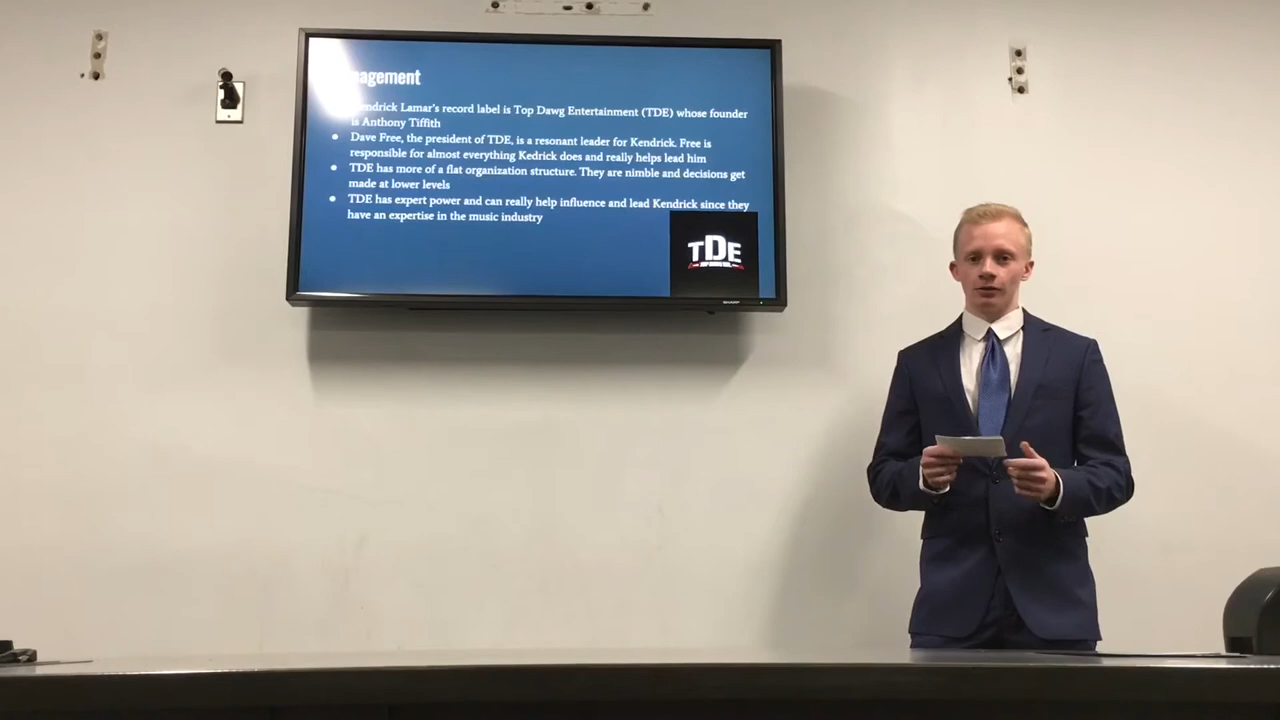 agement
endrick Lamar's record label is Top Dawg Entertainment (TDE) whose founder
is Anthony Tiffith
● Dave Free, the president of TDE, is a resonant leader for Kendrick. Free is
responsible for almost everything Kedrick does and really helps lead him
● TDE has more of a flat organization structure. They are nimble and decisions get
made at lower levels
● TDE has expert power and can really help influence and lead Kendrick since they
have an expertise in the music industry
TDE
SHARP